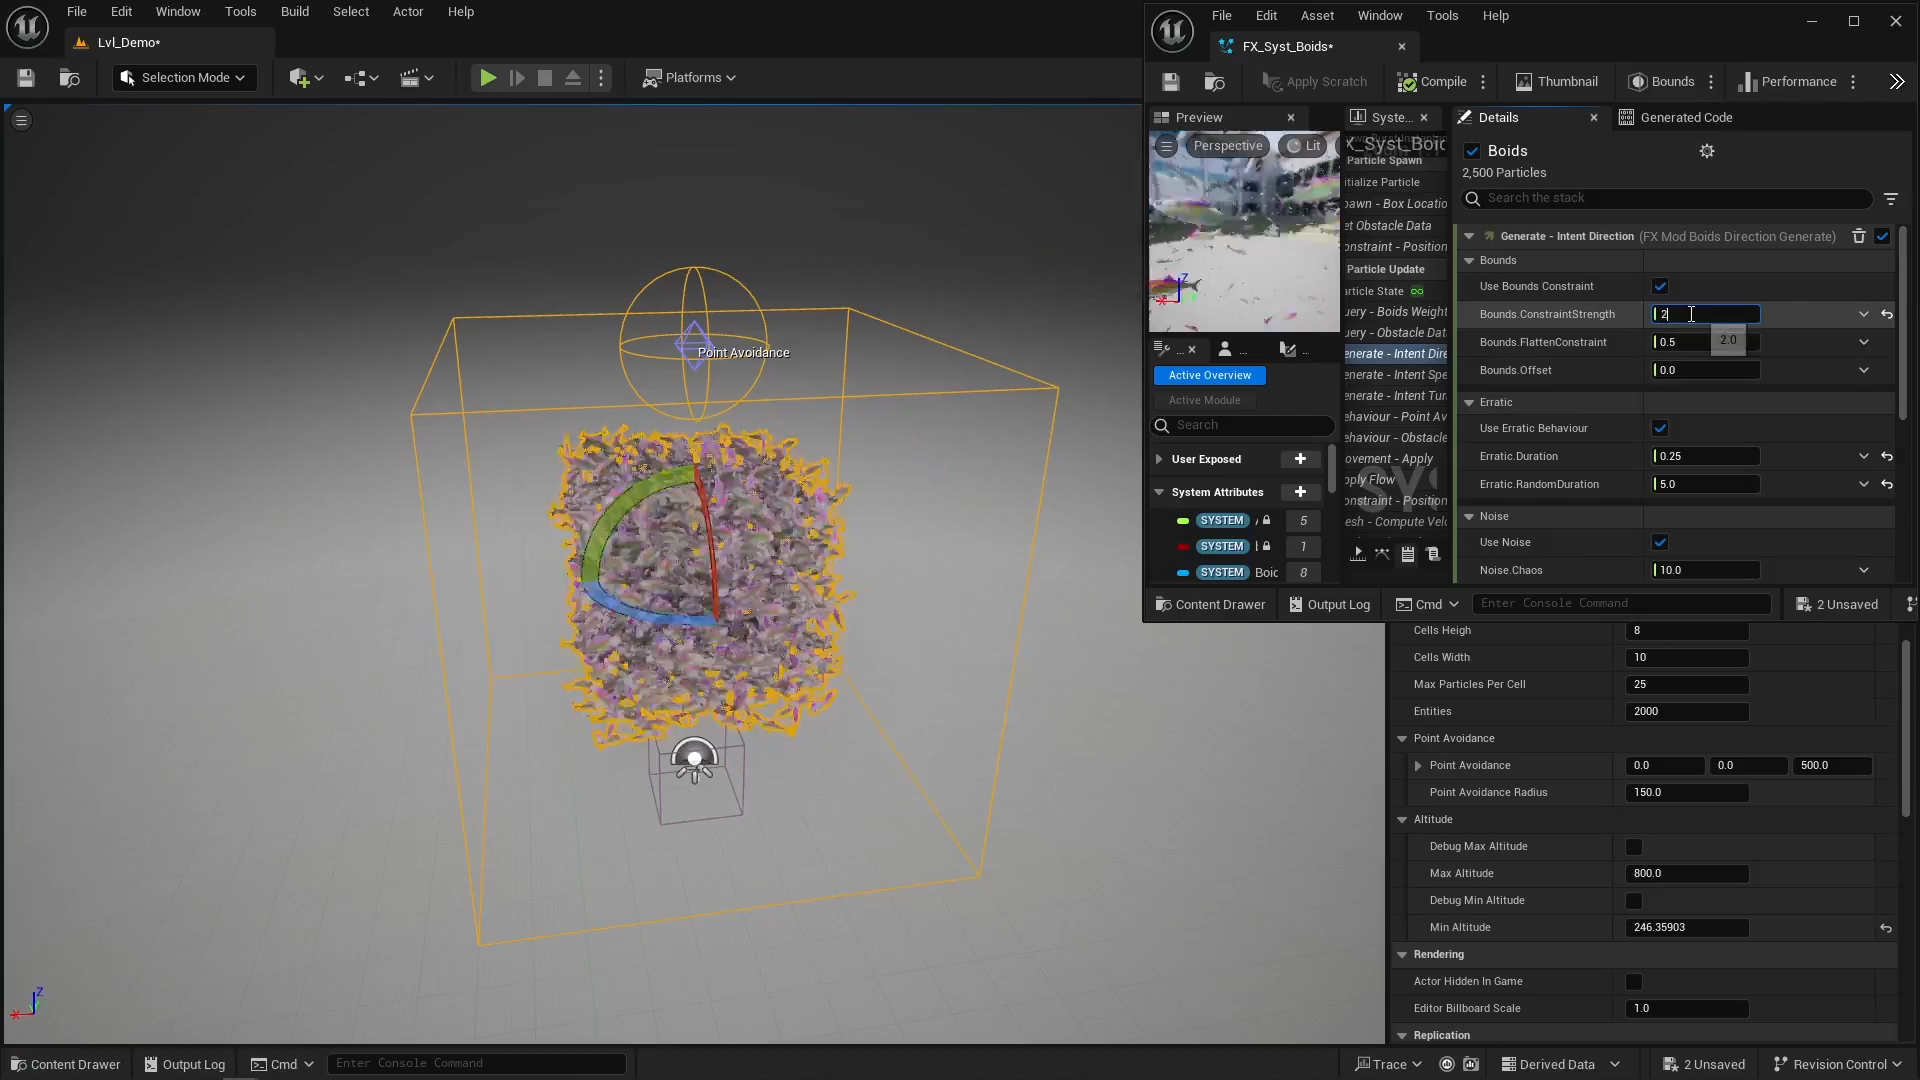 File Edit Window Tools Build Select Actor Help
Lvl_Demo*
Selection Mode
Platforms
Point Avoidance
Z
X
Content Drawer Output Log Cmd Enter Console Command
File Edit Asset Window Tools Help
FX_Syst_Boids*
Apply Scratch Compile Thumbnail Bounds Performance
Preview
Perspective Lit
Z
Active Overview
Active Module
Search
User Exposed
System Attributes
SYSTEM 5
SYSTEM 1
SYSTEM Boid 8
Syste...
X_Syst_Boid
Particle Spawn
itialize Particle
pawn - Box Locatio
et Obstacle Data
onstraint - Position
Particle Update
article State
uery - Boids Weight
uery - Obstacle Dat
enerate - Intent Dire
enerate - Intent Spe
enerate - Intent Tur
ehaviour - Point Av
ehaviour - Obstacle
ovement - Apply
pply Flow
onstraint - Position
esh - Compute Velo
Details
Generated Code
Boids
2,500 Particles
Search the stack
Generate - Intent Direction (FX Mod Boids Direction Generate)
Bounds
Use Bounds Constraint
Bounds.ConstraintStrength 2
2.0
Bounds.FlattenConstraint 0.5
Bounds.Offset 0.0
Erratic
Use Erratic Behaviour
Erratic.Duration 0.25
Erratic.RandomDuration 5.0
Noise
Use Noise
Noise.Chaos 10.0
Content Drawer Output Log Cmd Enter Console Command 2 Unsaved
Cells Heigh 8
Cells Width 10
Max Particles Per Cell 25
Entities 2000
Point Avoidance
Point Avoidance 0.0 0.0 500.0
Point Avoidance Radius 150.0
Altitude
Debug Max Altitude
Max Altitude 800.0
Debug Min Altitude
Min Altitude 246.35903
Rendering
Actor Hidden In Game
Editor Billboard Scale 1.0
Replication
Trace Derived Data 2 Unsaved Revision Control